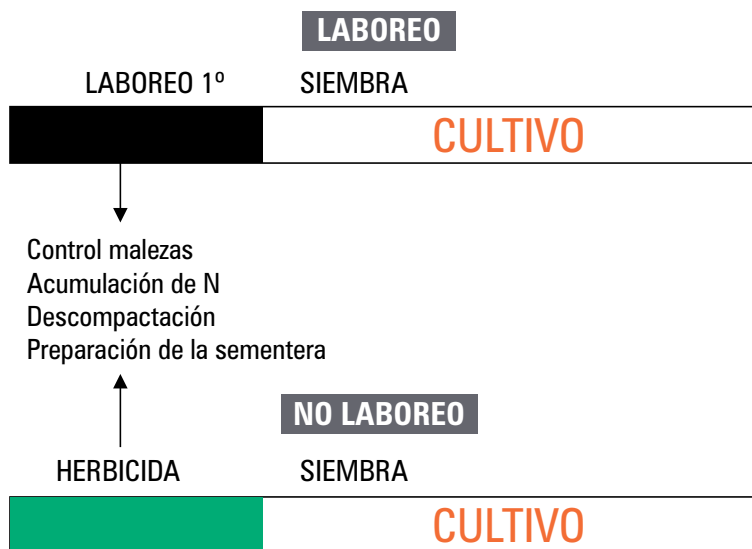 LABOREO
LABOREO 1º SIEMBRA
CULTIVO
Control malezas
Acumulación de N
Descompactación
Preparación de la sementera
NO LABOREO
HERBICIDA SIEMBRA
CULTIVO